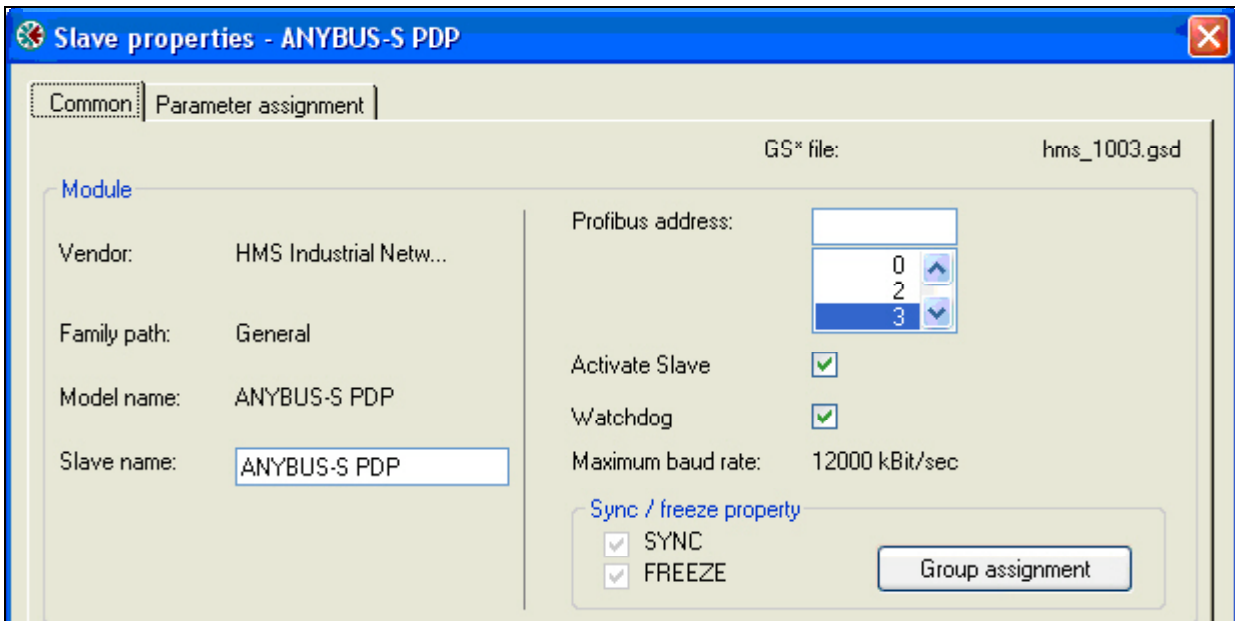 Slave properties - ANYBUS-S PDP
Common Parameter assignment
GS* file: hms_1003.gsd
Module
Vendor: HMS Industrial Netw...
Family path: General
Model name: ANYBUS-S PDP
Slave name: ANYBUS-S PDP
Profibus address:
0
2
3
Activate Slave
Watchdog
Maximum baud rate: 12000 kBit/sec
Sync / freeze property
SYNC
FREEZE
Group assignment